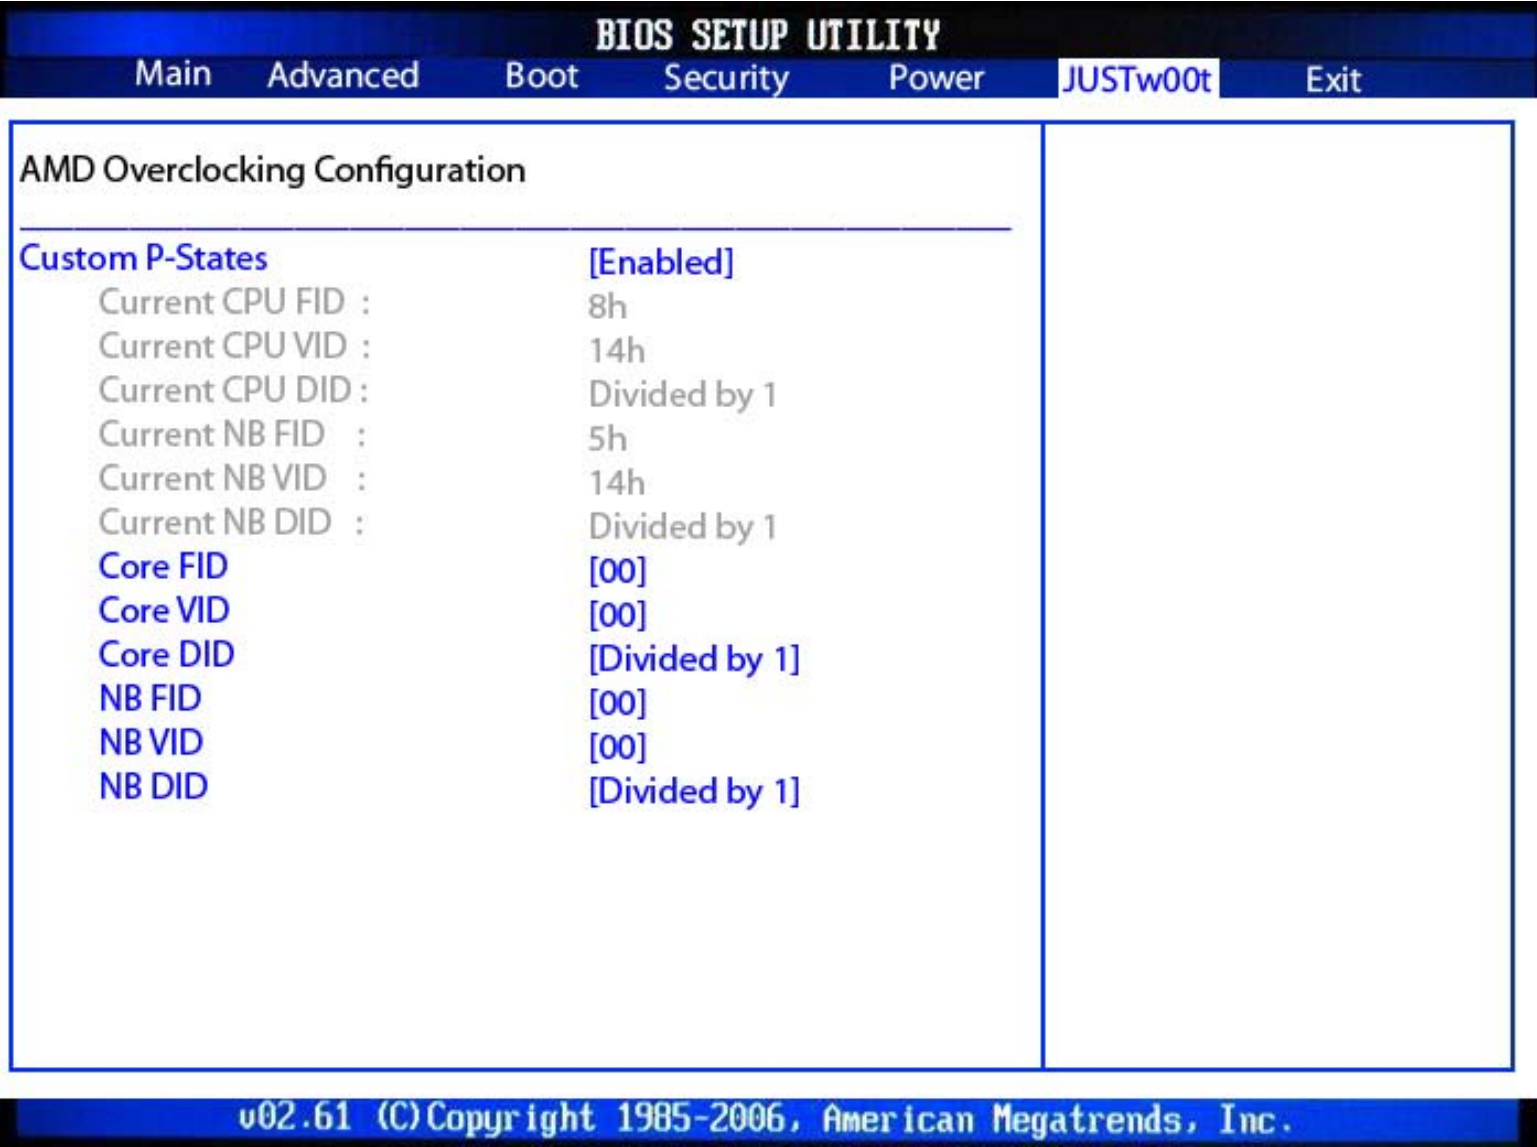 BIOS SETUP UTILITY
Main Advanced Boot Security Power JUSTw00t Exit
AMD Overclocking Configuration
Custom P-States [Enabled]
Current CPU FID : 8h
Current CPU VID : 14h
Current CPU DID : Divided by 1
Current NB FID : 5h
Current NB VID : 14h
Current NB DID : Divided by 1
Core FID [00]
Core VID [00]
Core DID [Divided by 1]
NB FID [00]
NB VID [00]
NB DID [Divided by 1]
v02.61 (C)Copyright 1985-2006, American Megatrends, Inc.